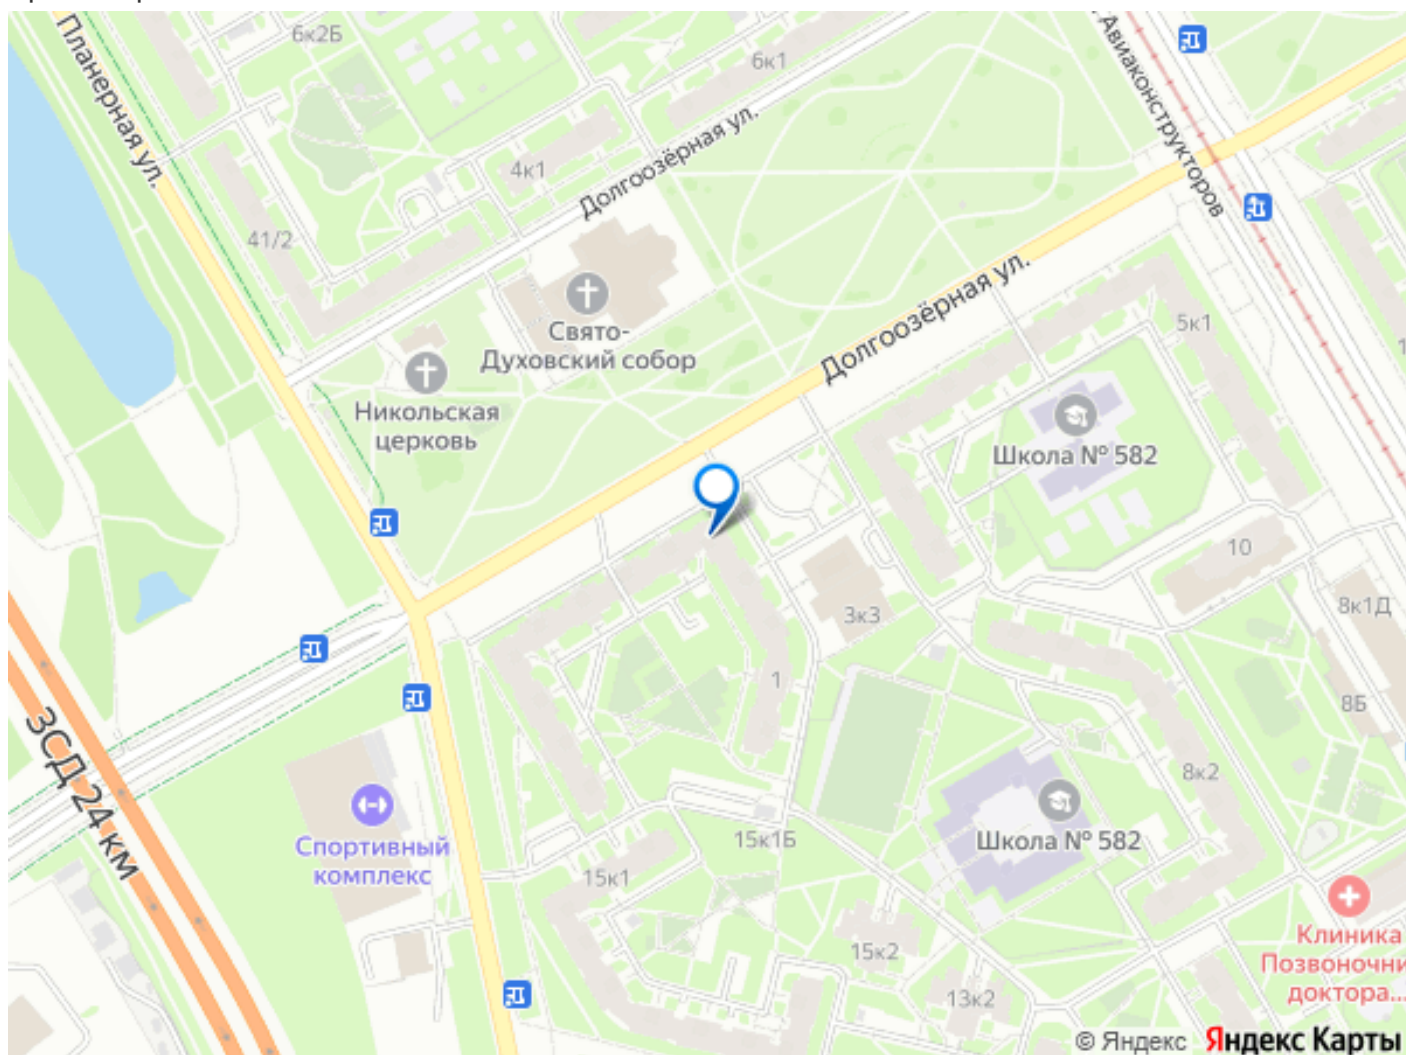 Планерная ул.
6к2Б
6к1
Авиаконструкторов
4к1
Долгоозёрная ул.
41/2
Свято-
Духовский собор
Никольская
церковь
Долгоозёрная ул.
5к1
Школа № 582
10
3к3
8к1Д
1
8Б
ЗСД 24 км
8к2
Спортивный
комплекс
15к1Б
Школа № 582
15к1
15к2
13к2
Клиника
Позвоночни
доктора...
© Яндекс Яндекс Карты